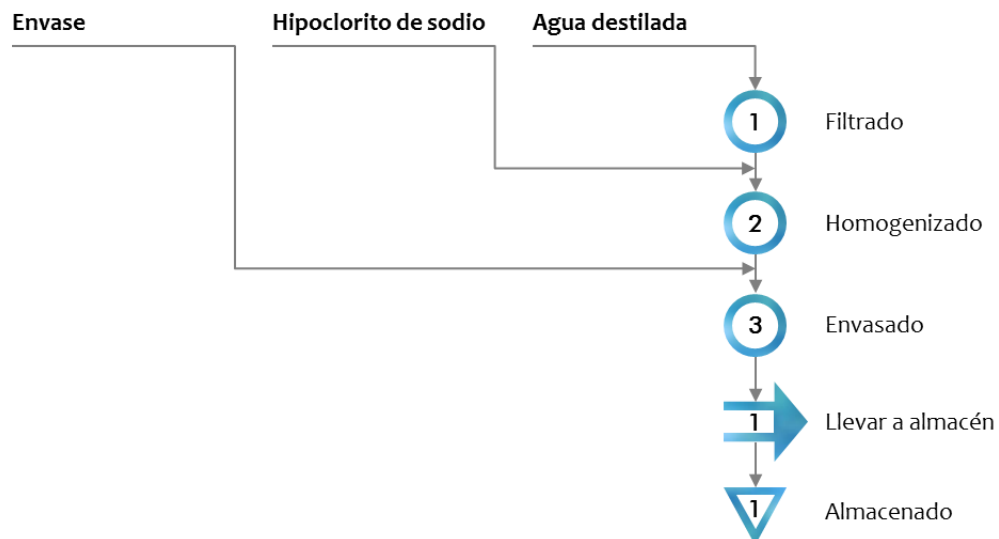 Envase
Hipoclorito de sodio
Agua destilada
1
Filtrado
2
Homogenizado
3
Envasado
1
Llevar a almacén
1
Almacenado